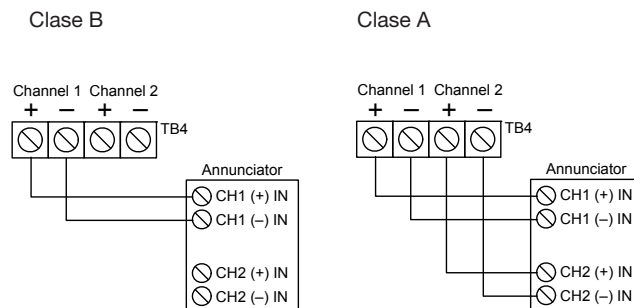 Clase B
Channel 1 Channel 2
+ − + −
TB4
Annunciator
CH1 (+) IN
CH1 (–) IN
CH2 (+) IN
CH2 (–) IN
Clase A
Channel 1 Channel 2
+ − + −
TB4
Annunciator
CH1 (+) IN
CH1 (–) IN
CH2 (+) IN
CH2 (–) IN